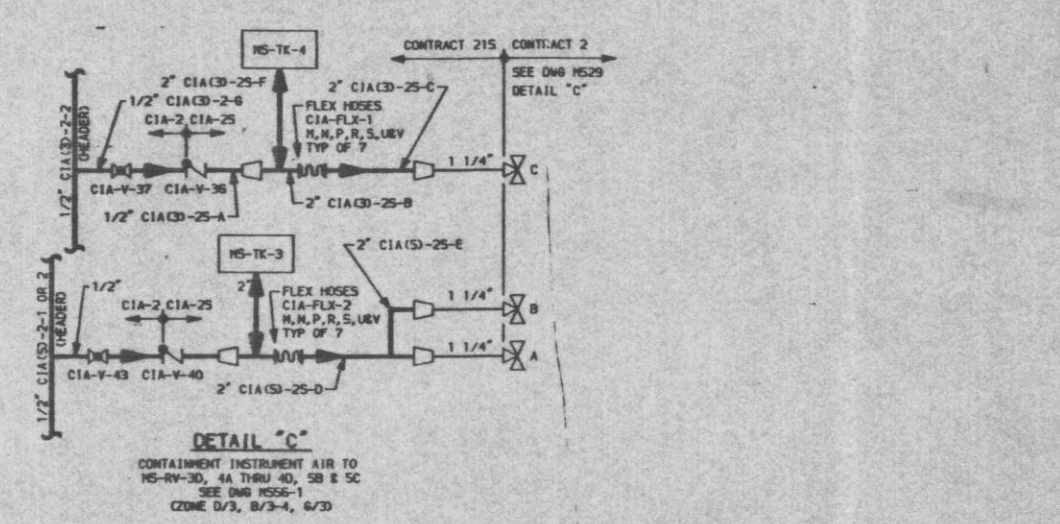 MS-TK-4
CONTRACT 215
CONTRACT 2
SEE DWG M529
DETAIL "C"
2" CIA(3)-2S-F
2" CIA(3)-2S-C
1/2" CIA(3)-2-G
CIA-2
CIA-2S
FLEX HOSES
CIA-FLX-1
M,N,P,R,S,U&V
TYP OF 7
1/2" CIA(3)-2-2
(HEADER)
1 1/4"
C
CIA-V-37
CIA-V-36
1/2" CIA(3)-2S-A
2" CIA(3)-2S-B
MS-TK-3
2" CIA(5)-2S-E
1/2"
2"
FLEX HOSES
CIA-FLX-2
M,N,P,R,S,U&V
TYP OF 7
CIA-2
CIA-2S
1 1/4"
B
1/2" CIA(5)-2-1 OR 2
(HEADER)
1 1/4"
A
CIA-V-43
CIA-V-40
2" CIA(5)-2S-D
DETAIL "C"
CONTAINMENT INSTRUMENT AIR TO
MS-RV-3D, 4A THRU 4D, 5B & 5C
SEE DWG M556-1
(ZONE D/3, B/3-4, G/3)